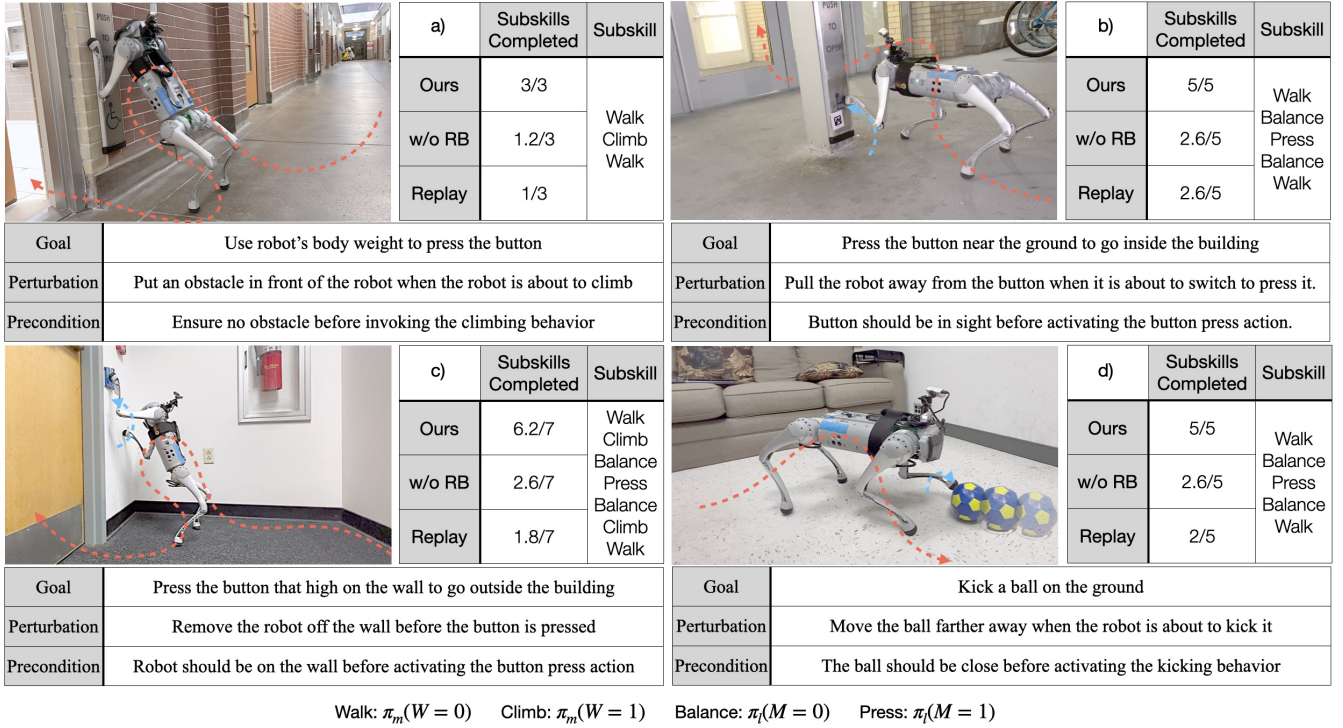 PUSH
TO
OPEN
a)
Subskills
Completed
Subskill
Ours
3/3
w/o RB
1.2/3
Replay
1/3
Walk
Climb
Walk
Goal
Use robot's body weight to press the button
Perturbation
Put an obstacle in front of the robot when the robot is about to climb
Precondition
Ensure no obstacle before invoking the climbing behavior
PUSH
TO
OPEN
b)
Subskills
Completed
Subskill
Ours
5/5
w/o RB
2.6/5
Replay
2.6/5
Walk
Balance
Press
Balance
Walk
Goal
Press the button near the ground to go inside the building
Perturbation
Pull the robot away from the button when it is about to switch to press it.
Precondition
Button should be in sight before activating the button press action.
c)
Subskills
Completed
Subskill
Ours
6.2/7
w/o RB
2.6/7
Replay
1.8/7
Walk
Climb
Balance
Press
Balance
Climb
Walk
Goal
Press the button that high on the wall to go outside the building
Perturbation
Remove the robot off the wall before the button is pressed
Precondition
Robot should be on the wall before activating the button press action
d)
Subskills
Completed
Subskill
Ours
5/5
w/o RB
2.6/5
Replay
2/5
Walk
Balance
Press
Balance
Walk
Goal
Kick a ball on the ground
Perturbation
Move the ball farther away when the robot is about to kick it
Precondition
The ball should be close before activating the kicking behavior
Walk: π_m(W = 0) Climb: π_m(W = 1) Balance: π_l(M = 0) Press: π_l(M = 1)